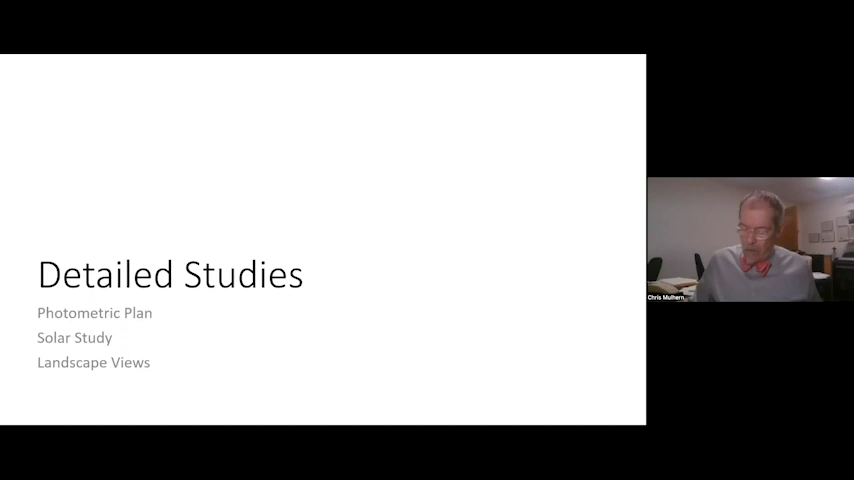 Detailed Studies
Photometric Plan
Solar Study
Landscape Views
Chris Mulhern